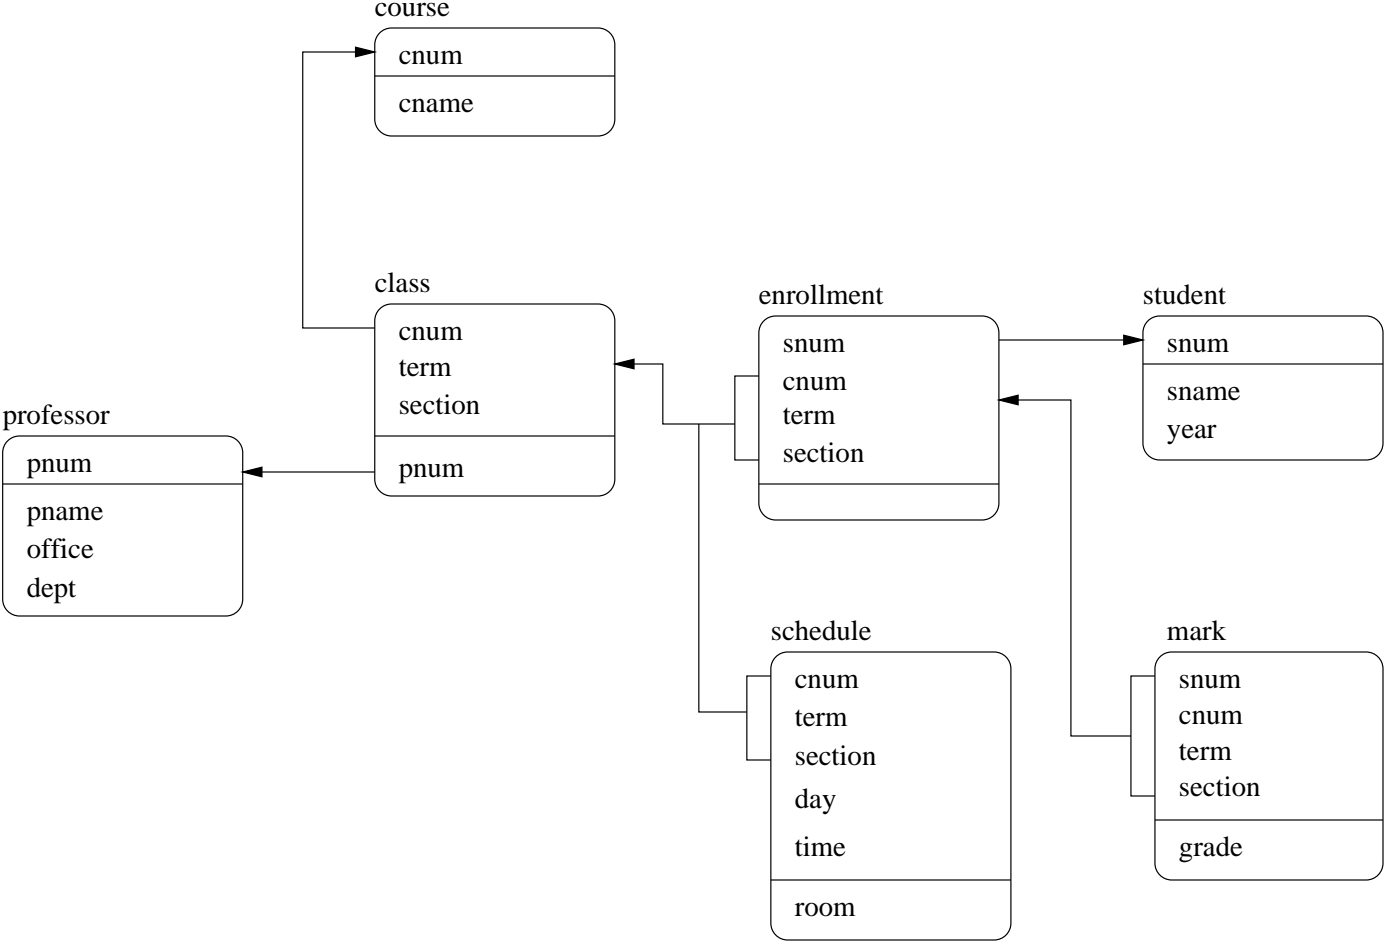 course
cnum
cname
class
cnum
term
section
pnum
professor
pnum
pname
office
dept
enrollment
snum
cnum
term
section
student
snum
sname
year
schedule
cnum
term
section
day
time
room
mark
snum
cnum
term
section
grade